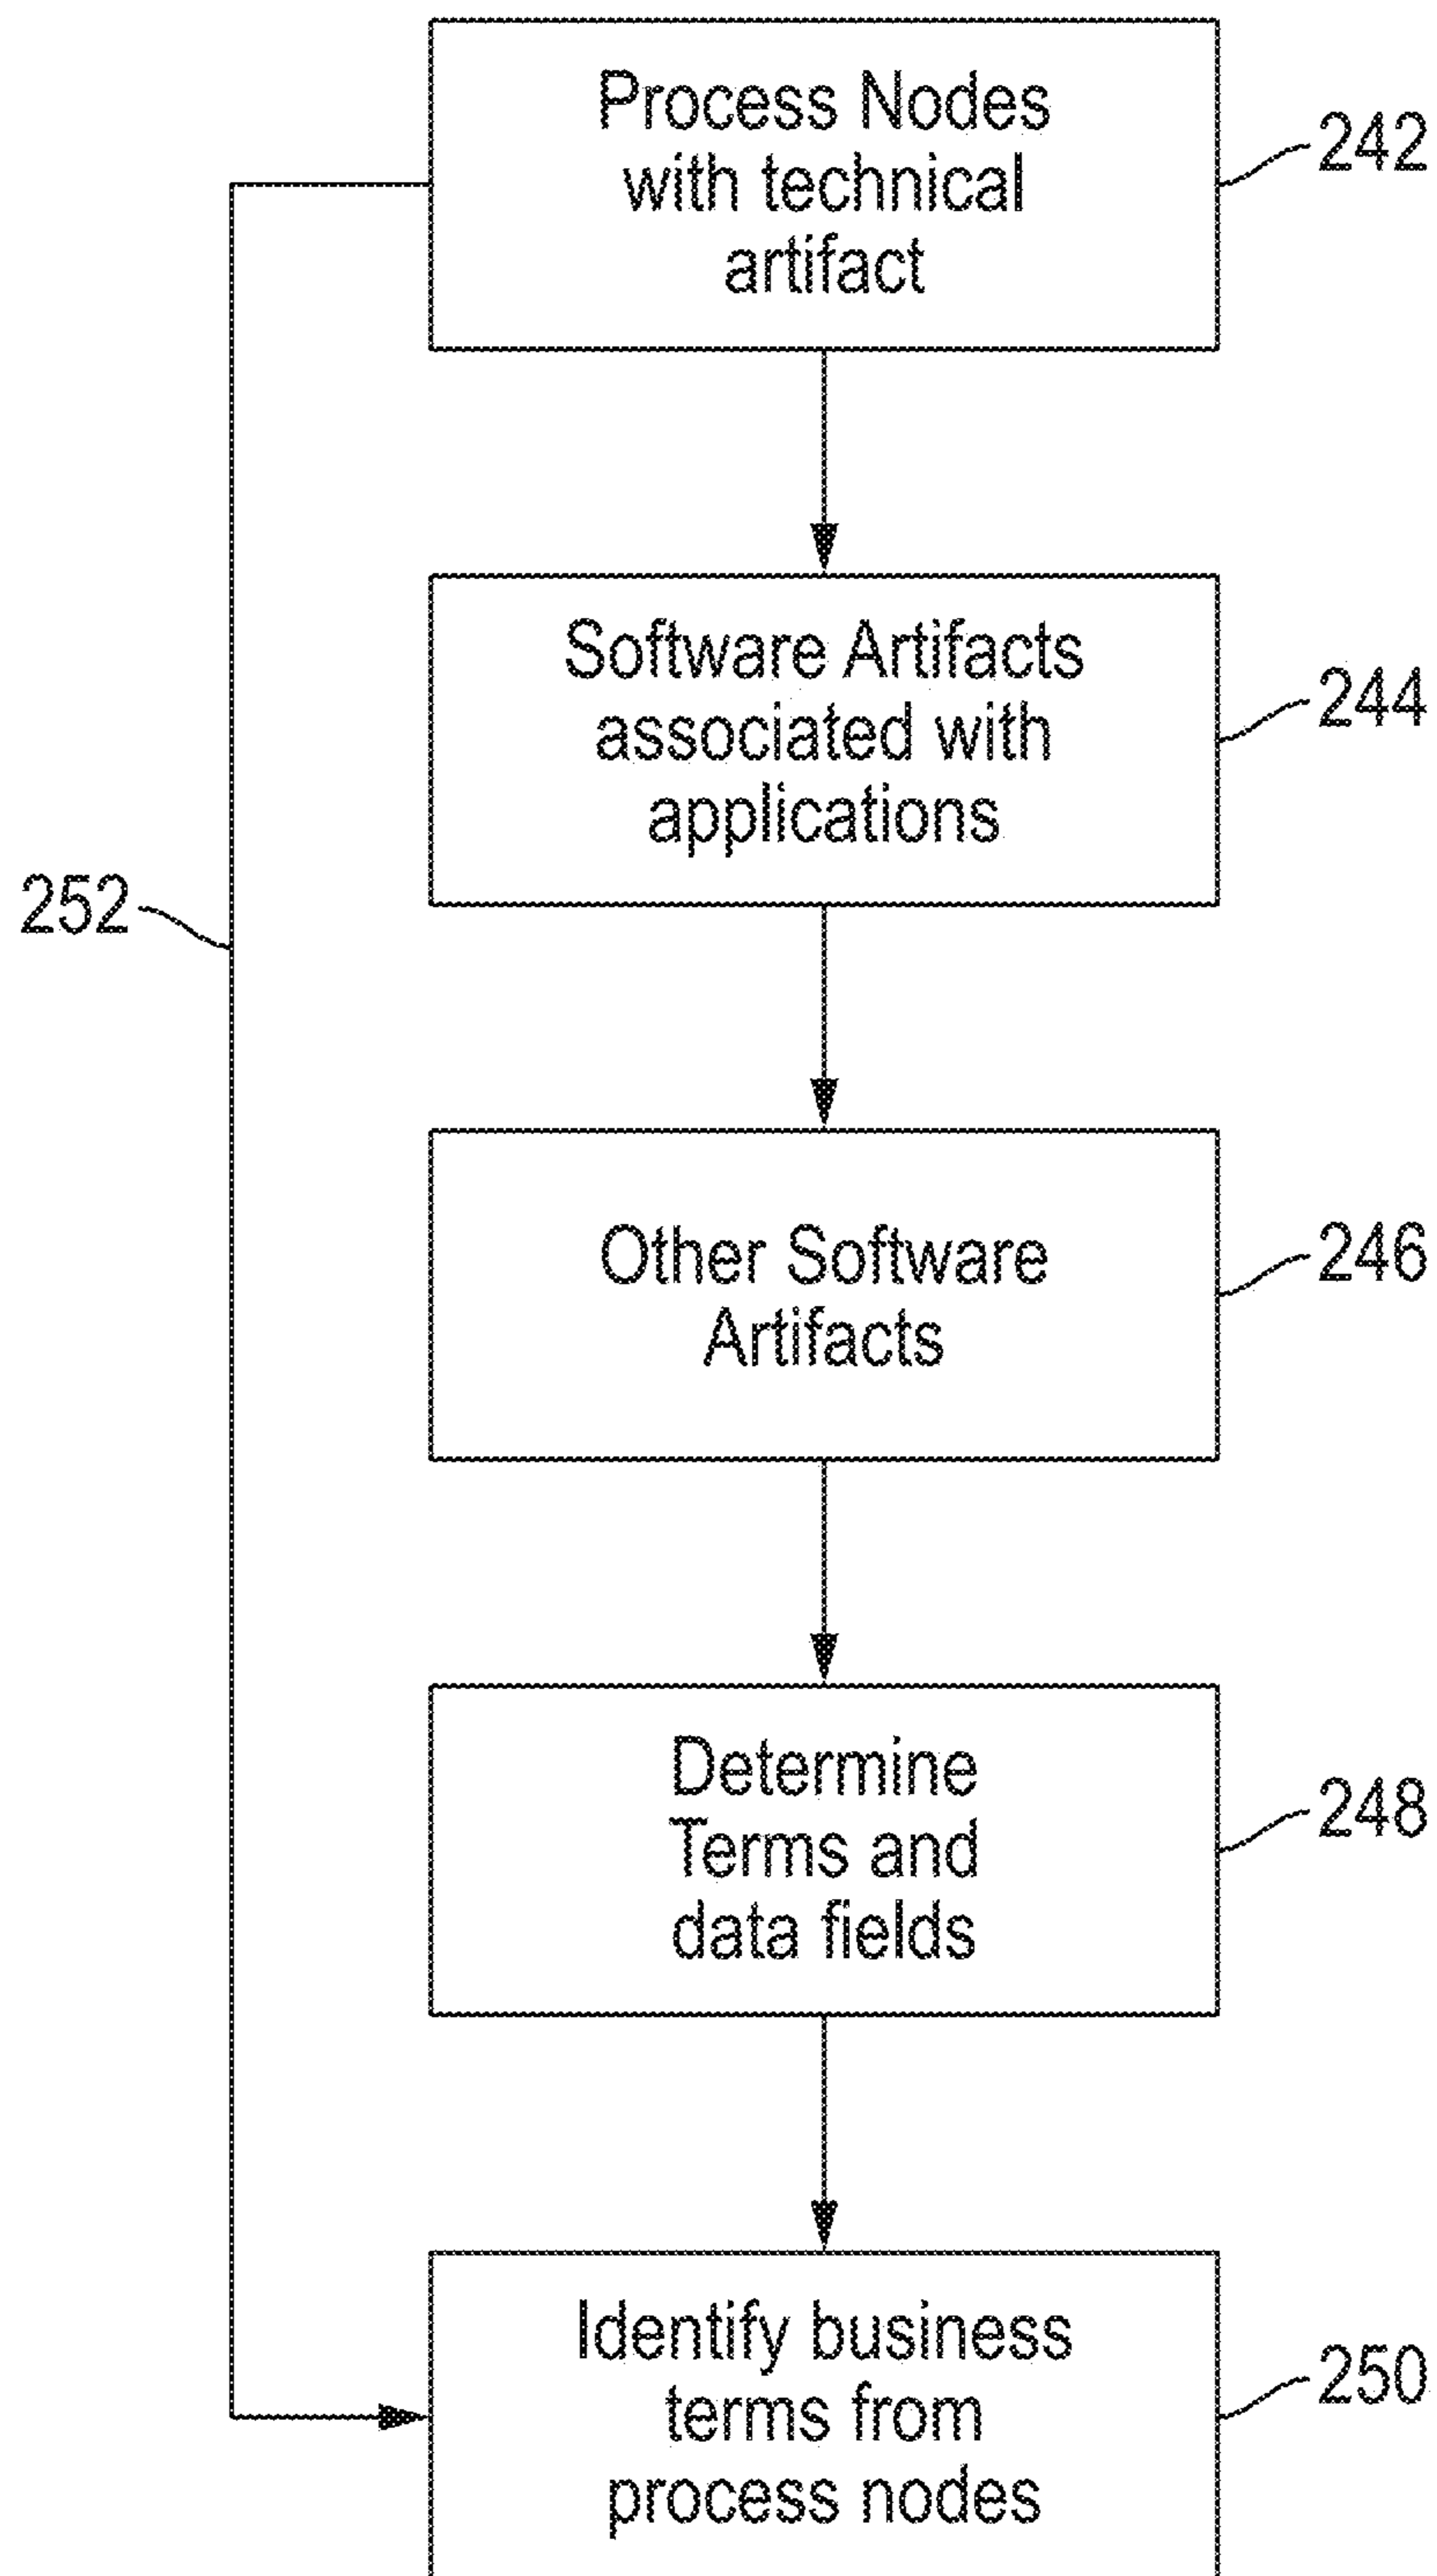 Process Nodes
with technical
artifact
242
Software Artifacts
associated with
applications
244
252
Other Software
Artifacts
246
Determine
Terms and
data fields
248
Identify business
terms from
process nodes
250